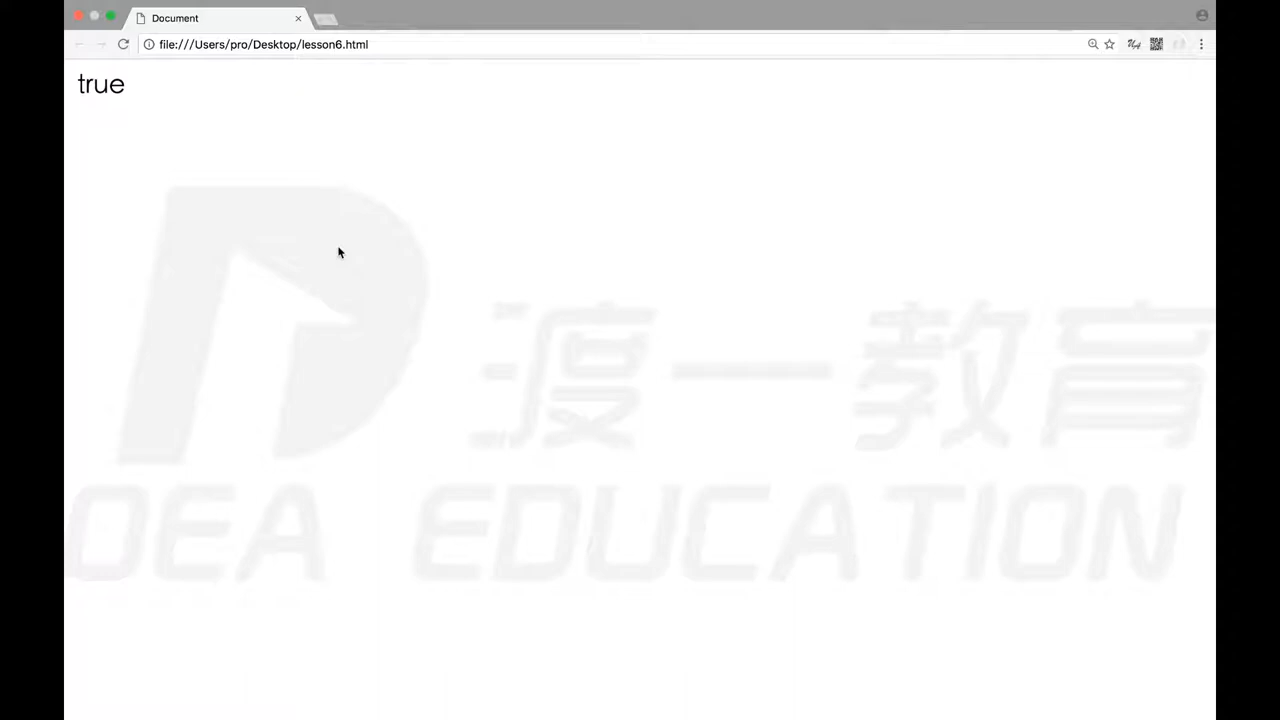 Document
file:///Users/pro/Desktop/lesson6.html
true
渡一教育
DEA EDUCATION